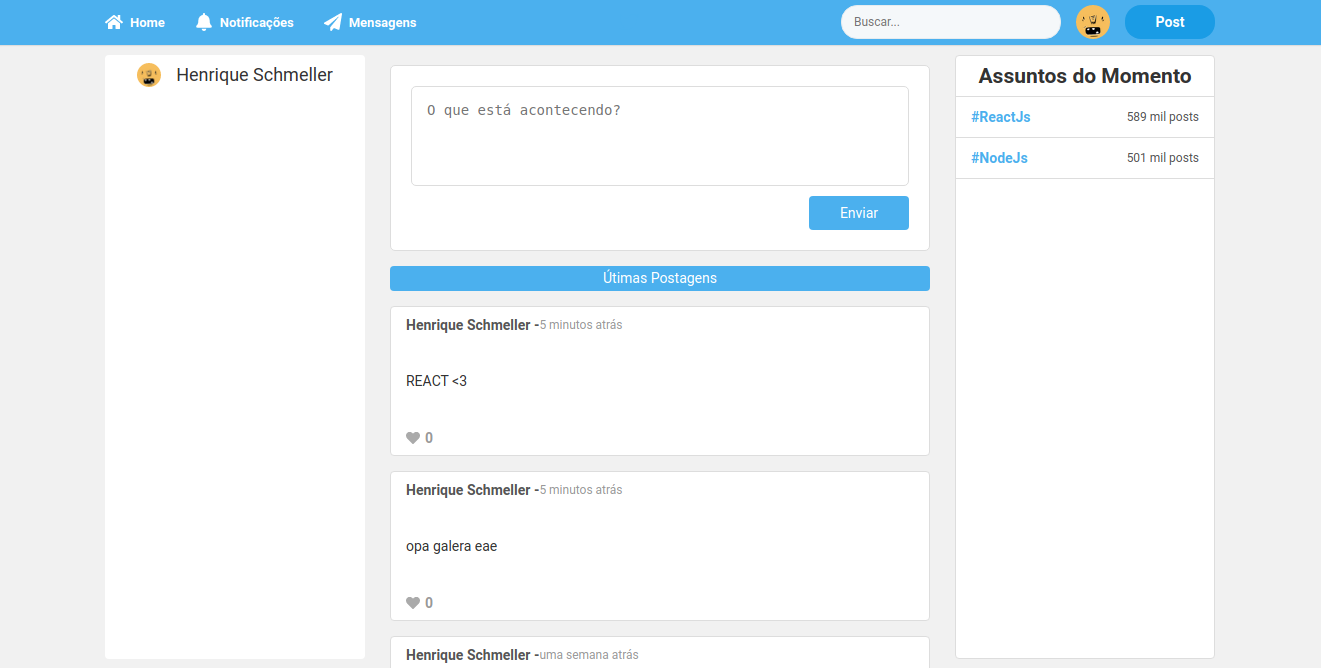 Home Notificações Mensagens Buscar... Post
Henrique Schmeller
O que está acontecendo?
Enviar
Útimas Postagens
Henrique Schmeller -5 minutos atrás
REACT <3
0
Henrique Schmeller -5 minutos atrás
opa galera eae
0
Henrique Schmeller -uma semana atrás
Assuntos do Momento
#ReactJs 589 mil posts
#NodeJs 501 mil posts